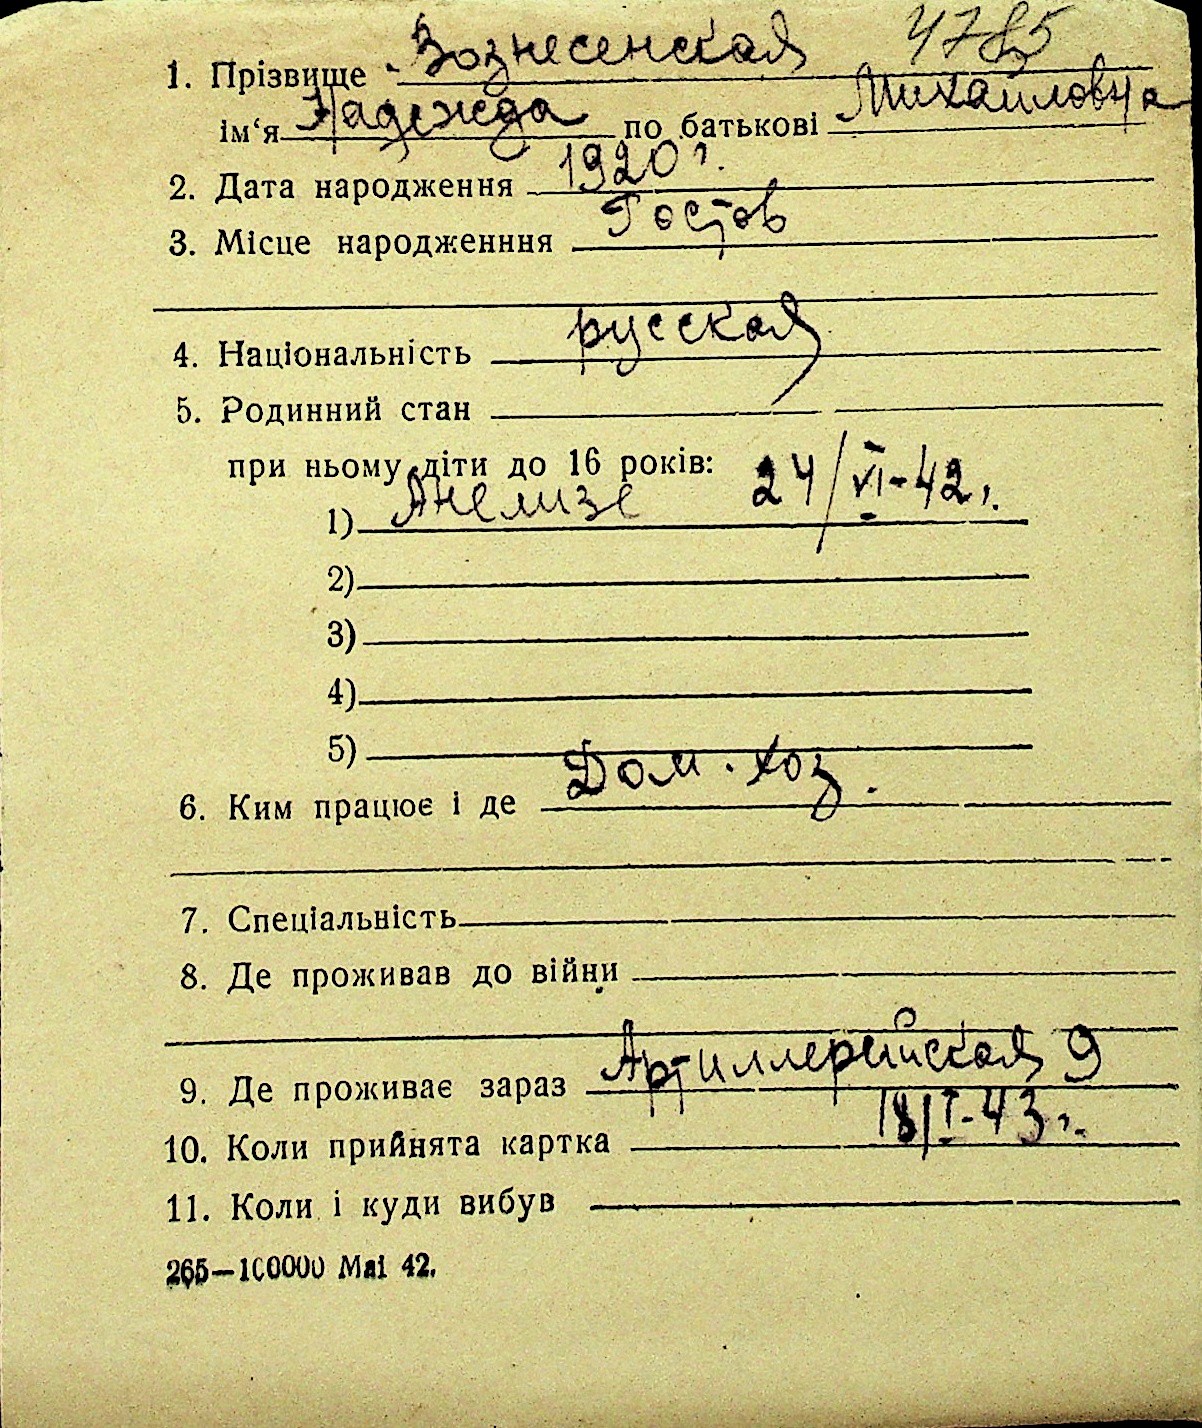 4785
1. Прізвище Вознесенская
ім‘я Надежда по батькові Михайловна
2. Дата народження 1920 г.
3. Місце народженння Ростов
4. Національність русская
5. Родинний стан
при ньому діти до 16 років:
1) Анелизе 24/VI-42г.
2)
3)
4)
5)
6. Ким працює і де Дом. хоз.
7. Спеціальність
8. Де проживав до війни
9. Де проживає зараз Артиллерийская 9
10. Коли прийнята картка 18/I-43г.
11. Коли і куди вибув
265—100000 Mai 42.